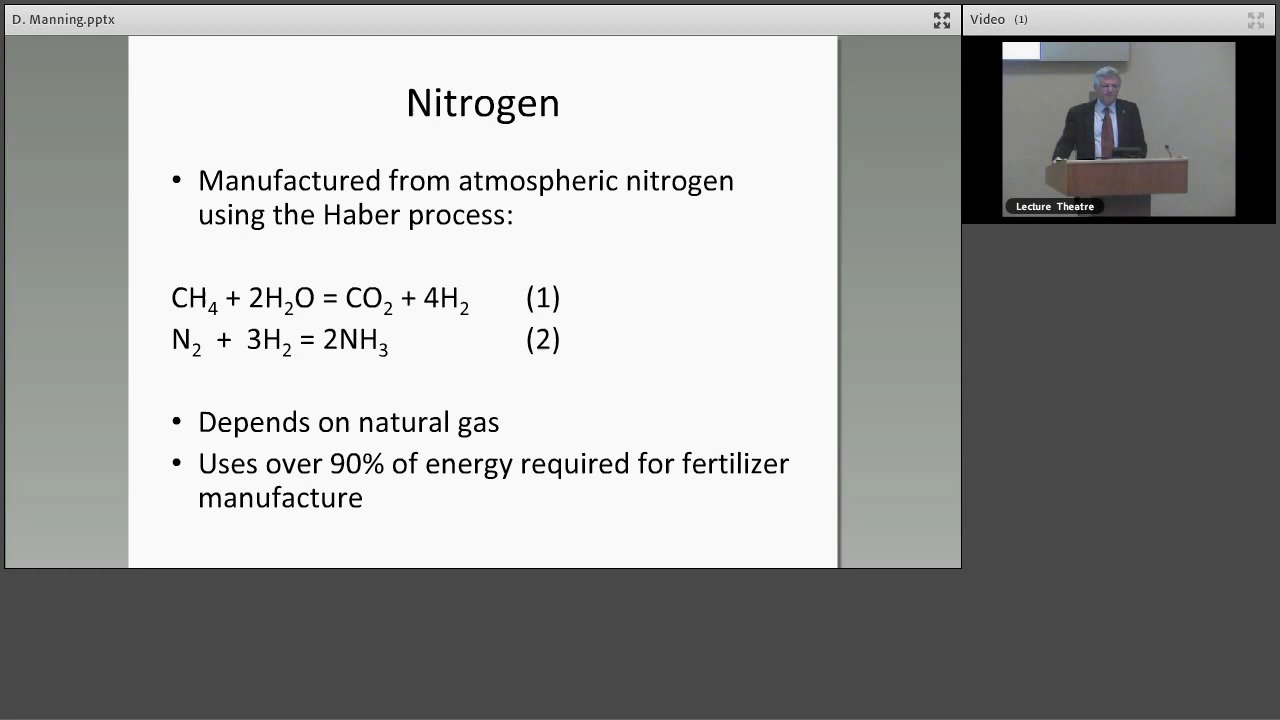 D. Manning.pptx
Video (1)
Nitrogen
• Manufactured from atmospheric nitrogen
using the Haber process:
CH₄ + 2H₂O = CO₂ + 4H₂ (1)
N₂ + 3H₂ = 2NH₃ (2)
• Depends on natural gas
• Uses over 90% of energy required for fertilizer
manufacture
Lecture Theatre